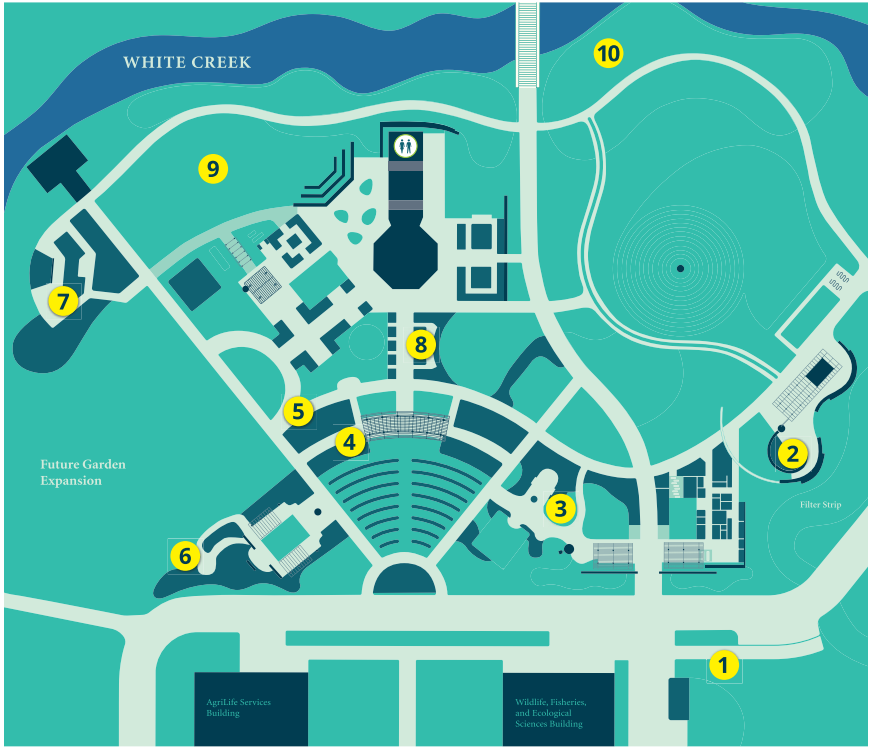 WHITE CREEK
10
9
7
8
5
4
2
Future Garden
Expansion
Filter Strip
3
6
1
AgriLife Services
Building
Wildlife, Fisheries,
and Ecological
Sciences Building